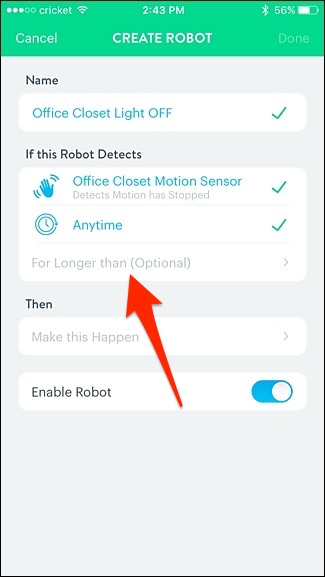 cricket 2:43 PM 56%
Cancel CREATE ROBOT Done
Name
Office Closet Light OFF
If this Robot Detects
Office Closet Motion Sensor
Detects Motion has Stopped
Anytime
For Longer than (Optional)
Then
Make this Happen
Enable Robot